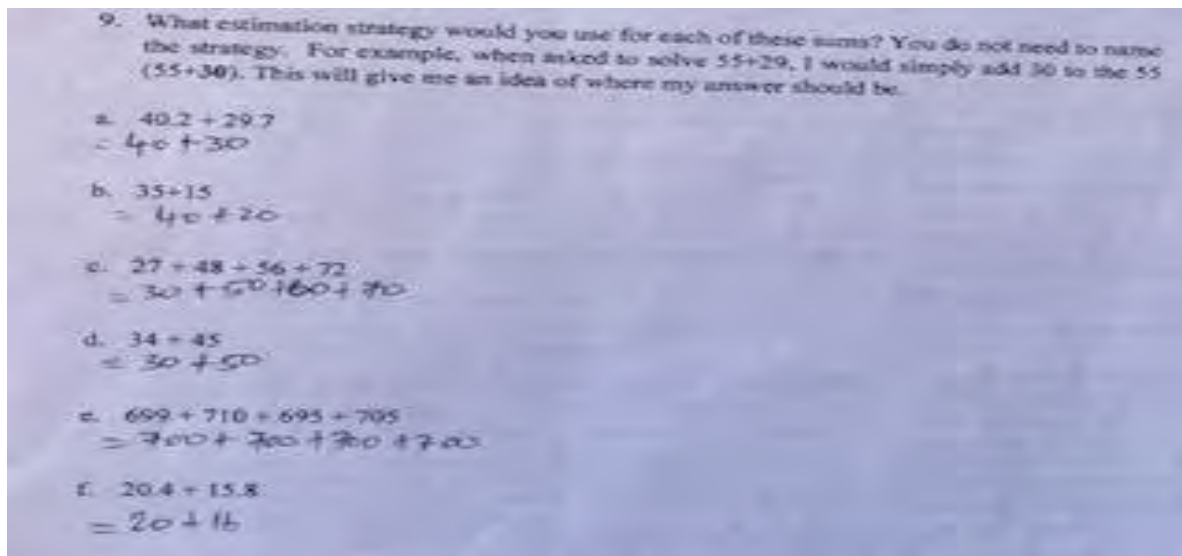 9. What estimation strategy would you use for each of these sums? You do not need to name
the strategy. For example, when asked to solve 55+29, I would simply add 30 to the 55
(55+30). This will give me an idea of where my answer should be.
a. 40.2 + 29.7
= 40 + 30
b. 35+15
= 40 + 20
c. 27 + 48 + 56 + 72
= 30 + 50 + 60 + 70
d. 34 + 45
= 30 + 50
e. 699 + 710 + 695 + 705
= 700 + 700 + 700 + 700
f. 20.4 + 15.8
= 20 + 16